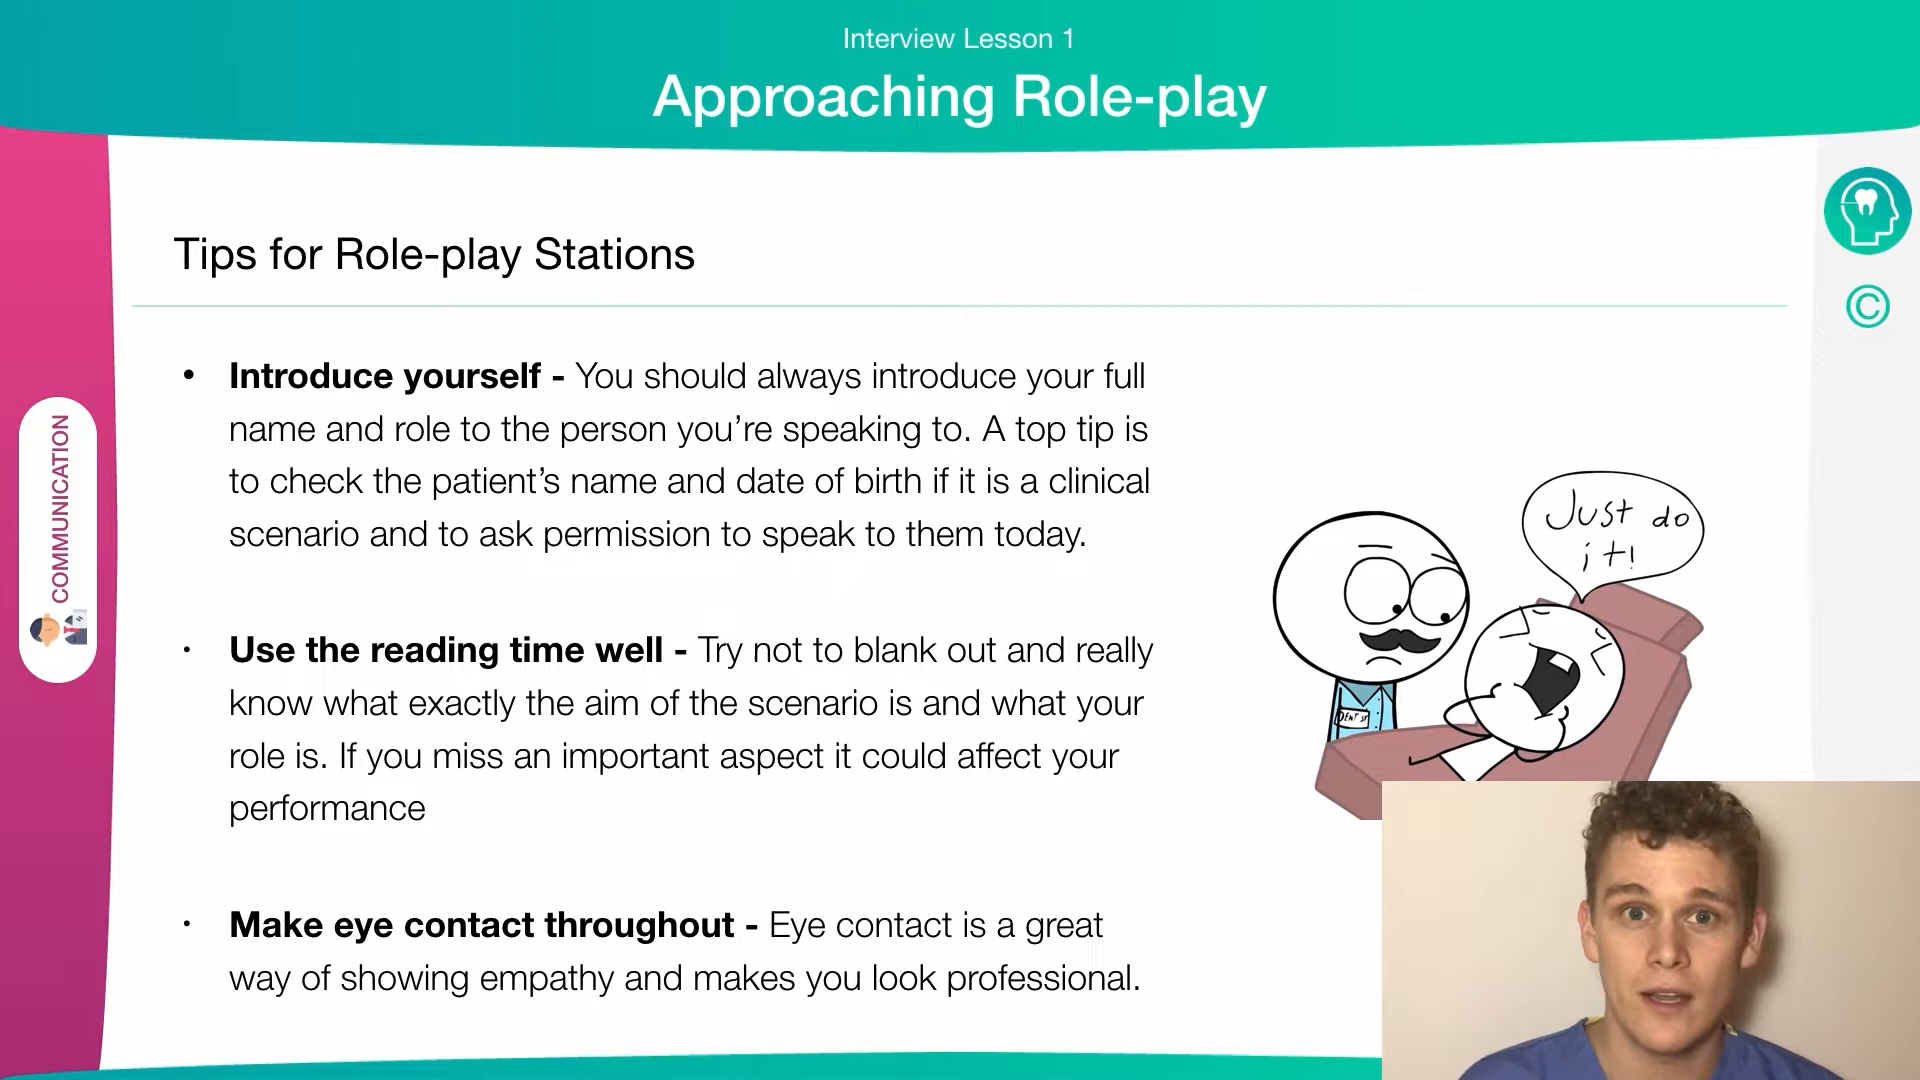 Interview Lesson 1
Approaching Role-play
Tips for Role-play Stations
• Introduce yourself - You should always introduce your full
name and role to the person you’re speaking to. A top tip is
to check the patient’s name and date of birth if it is a clinical
scenario and to ask permission to speak to them today.
• Use the reading time well - Try not to blank out and really
know what exactly the aim of the scenario is and what your
role is. If you miss an important aspect it could affect your
performance
• Make eye contact throughout - Eye contact is a great
way of showing empathy and makes you look professional.
COMMUNICATION
©
Just do
it!